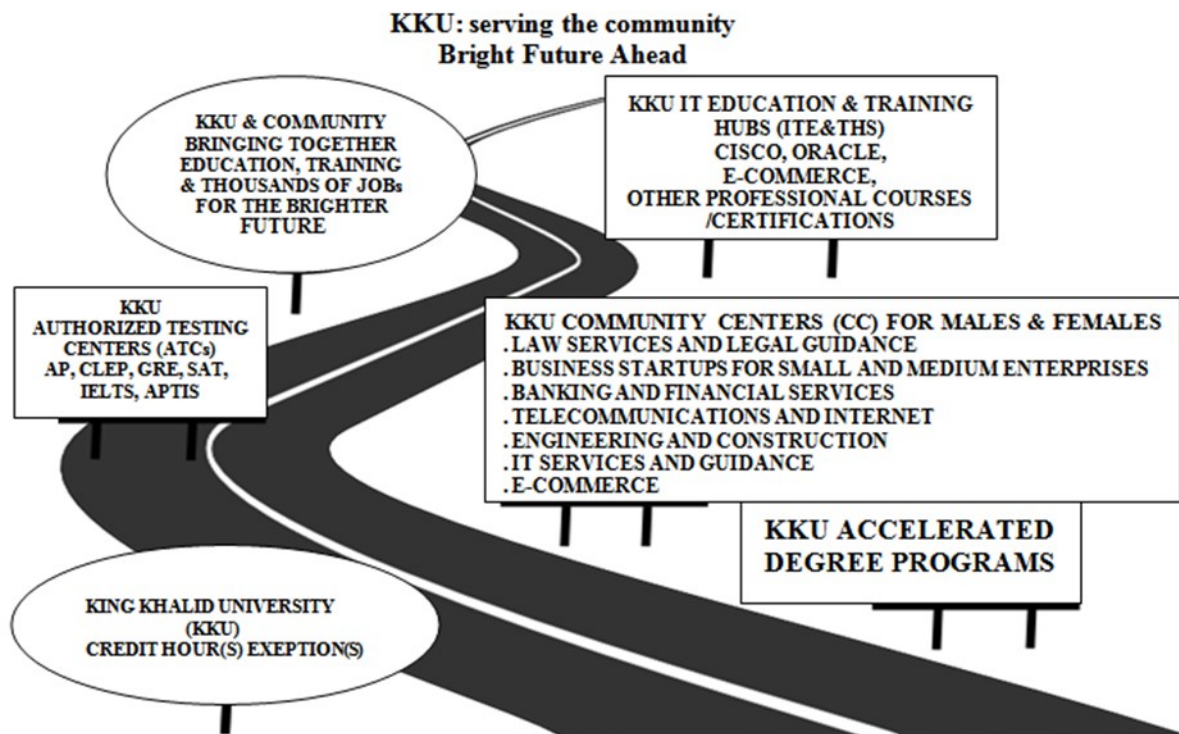 KKU: serving the community
Bright Future Ahead
KKU & COMMUNITY
BRINGING TOGETHER
EDUCATION, TRAINING
& THOUSANDS OF JOBs
FOR THE BRIGHTER
FUTURE
KKU IT EDUCATION & TRAINING
HUBS (ITE&THS)
CISCO, ORACLE,
E-COMMERCE,
OTHER PROFESSIONAL COURSES
/CERTIFICATIONS
KKU
AUTHORIZED TESTING
CENTERS (ATCs)
AP, CLEP, GRE, SAT,
IELTS, APTIS
KKU COMMUNITY CENTERS (CC) FOR MALES & FEMALES
. LAW SERVICES AND LEGAL GUIDANCE
. BUSINESS STARTUPS FOR SMALL AND MEDIUM ENTERPRISES
. BANKING AND FINANCIAL SERVICES
. TELECOMMUNICATIONS AND INTERNET
. ENGINEERING AND CONSTRUCTION
. IT SERVICES AND GUIDANCE
. E-COMMERCE
KKU ACCELERATED
DEGREE PROGRAMS
KING KHALID UNIVERSITY
(KKU)
CREDIT HOUR(S) EXEPTION(S)